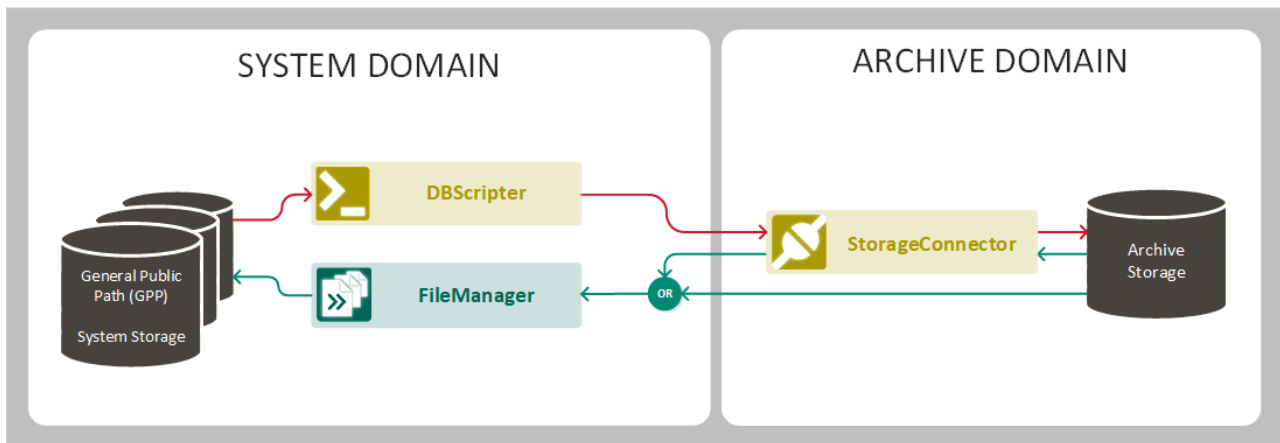 SYSTEM DOMAIN
ARCHIVE DOMAIN
DBScripter
StorageConnector
Archive
Storage
General Public
Path (GPP)
System Storage
FileManager
OR